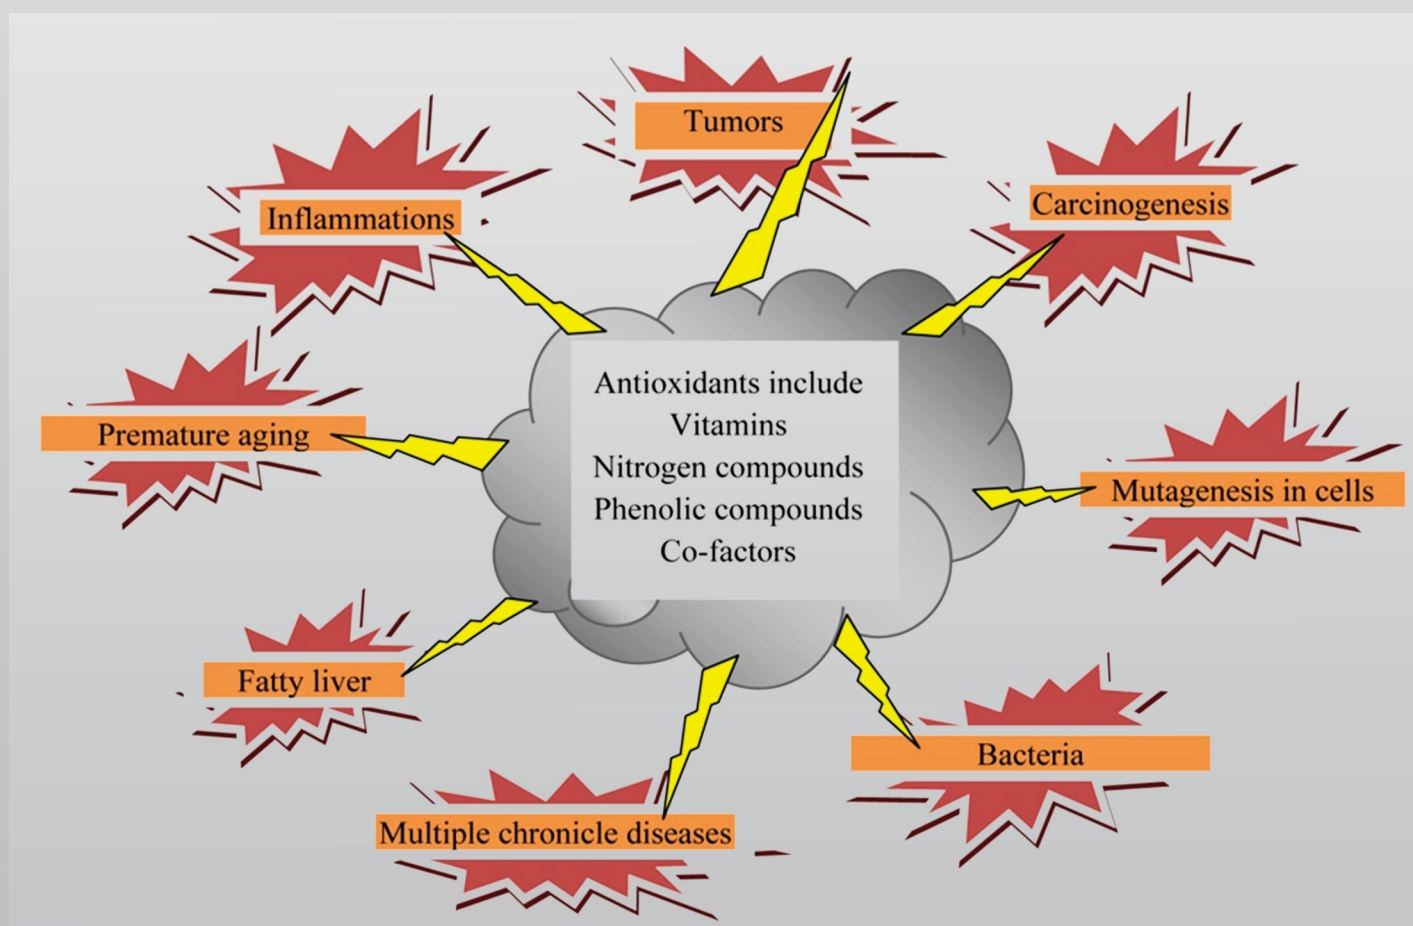 Tumors
Inflammations
Carcinogenesis
Antioxidants include
Vitamins
Nitrogen compounds
Phenolic compounds
Co-factors
Premature aging
Mutagenesis in cells
Fatty liver
Bacteria
Multiple chronicle diseases